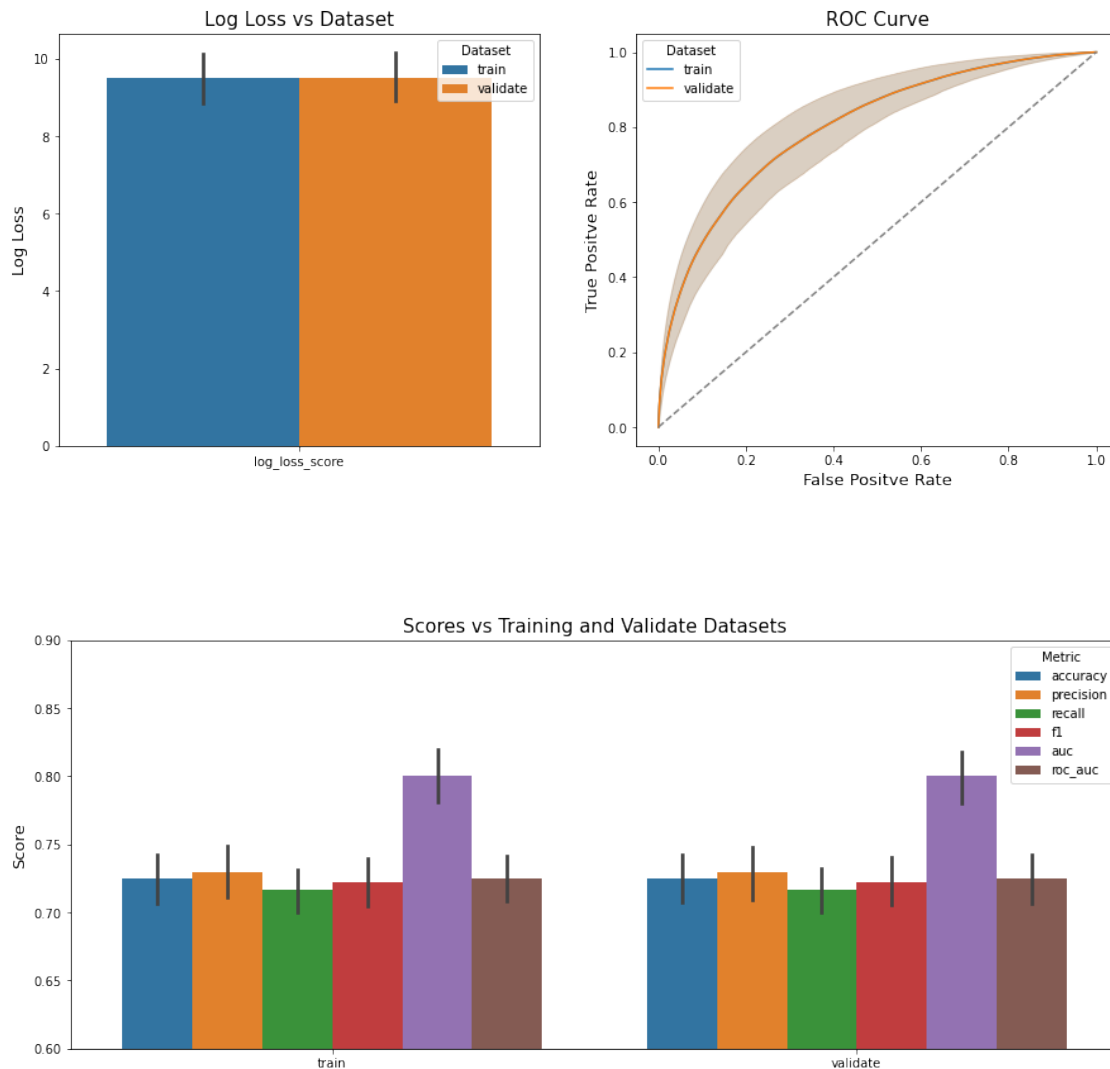 Log Loss vs Dataset
Log Loss
10
8
6
4
2
0
Dataset
train
validate
log_loss_score
ROC Curve
True Positve Rate
1.0
0.8
0.6
0.4
0.2
0.0
Dataset
train
validate
0.0 0.2 0.4 0.6 0.8 1.0
False Positve Rate
Scores vs Training and Validate Datasets
Score
0.90
0.85
0.80
0.75
0.70
0.65
0.60
Metric
accuracy
precision
recall
f1
auc
roc_auc
train validate